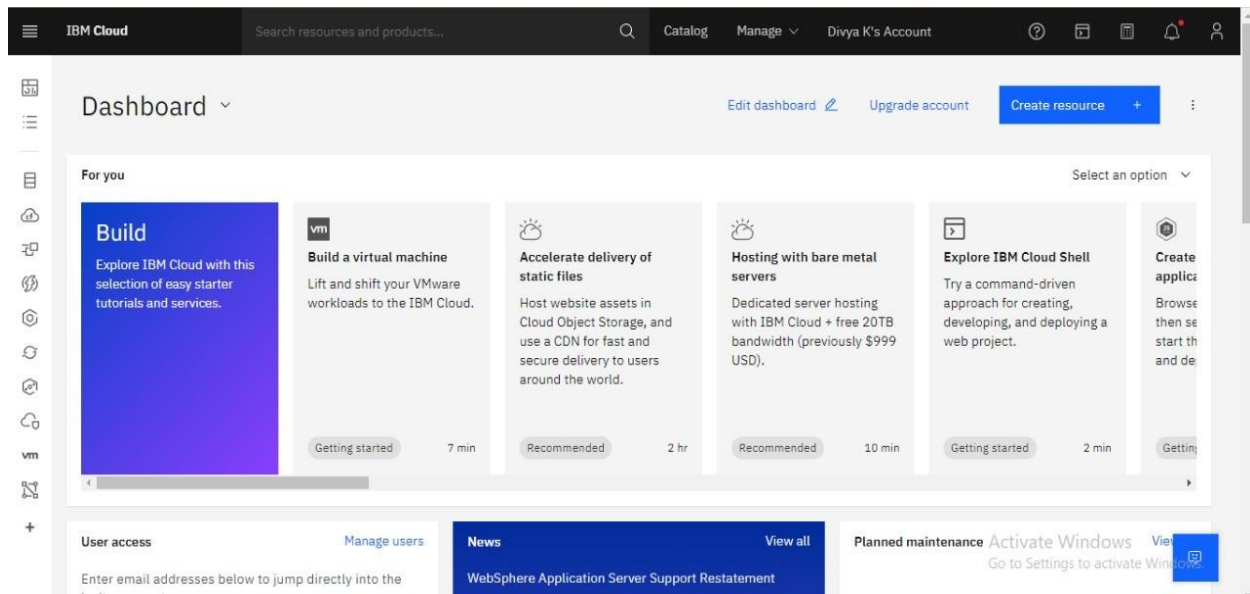 IBM Cloud
Search resources and products...
Catalog
Manage
Divya K's Account
Dashboard
Edit dashboard
Upgrade account
Create resource +
For you
Select an option
Build
Explore IBM Cloud with this
selection of easy starter
tutorials and services.
vm
Build a virtual machine
Lift and shift your VMware
workloads to the IBM Cloud.
Getting started
7 min
Accelerate delivery of
static files
Host website assets in
Cloud Object Storage, and
use a CDN for fast and
secure delivery to users
around the world.
Recommended
2 hr
Hosting with bare metal
servers
Dedicated server hosting
with IBM Cloud + free 20TB
bandwidth (previously $999
USD).
Recommended
10 min
Explore IBM Cloud Shell
Try a command-driven
approach for creating,
developing, and deploying a
web project.
Getting started
2 min
Create
applica
Browse
then se
start th
and de
Getting
vm
User access
Manage users
Enter email addresses below to jump directly into the
News
View all
WebSphere Application Server Support Restatement
Planned maintenance
Activate Windows
Go to Settings to activate Windows.